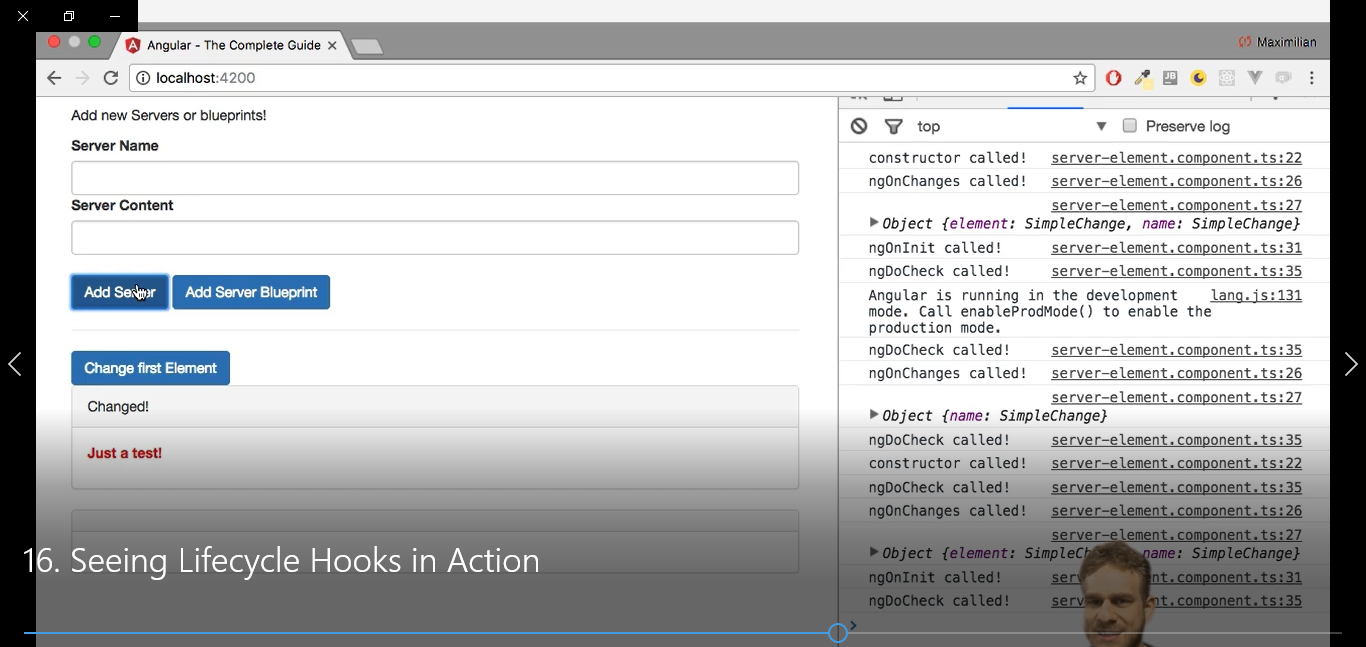 Angular - The Complete Guide
Maximilian
localhost:4200
Add new Servers or blueprints!
Server Name
Server Content
Add Server
Add Server Blueprint
Change first Element
Changed!
Just a test!
16. Seeing Lifecycle Hooks in Action
top
Preserve log
constructor called! server-element.component.ts:22
ngOnChanges called! server-element.component.ts:26
server-element.component.ts:27
Object {element: SimpleChange, name: SimpleChange}
ngOnInit called! server-element.component.ts:31
ngDoCheck called! server-element.component.ts:35
Angular is running in the development lang.js:131
mode. Call enableProdMode() to enable the
production mode.
ngDoCheck called! server-element.component.ts:35
ngOnChanges called! server-element.component.ts:26
server-element.component.ts:27
Object {name: SimpleChange}
ngDoCheck called! server-element.component.ts:35
constructor called! server-element.component.ts:22
ngDoCheck called! server-element.component.ts:35
ngOnChanges called! server-element.component.ts:26
server-element.component.ts:27
Object {element: SimpleCh name: SimpleChange}
ngOnInit called! serv nt.component.ts:31
ngDoCheck called! serv t.component.ts:35